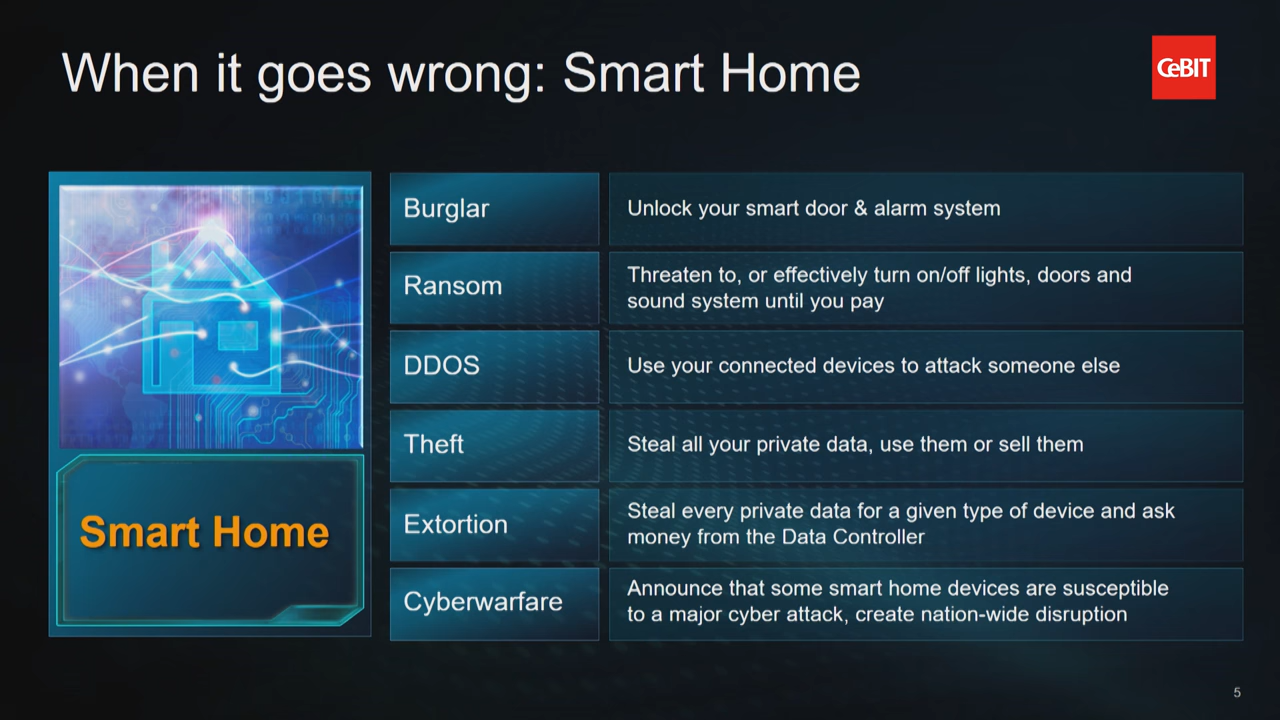 When it goes wrong: Smart Home
CeBIT
Smart Home
Burglar
Unlock your smart door & alarm system
Ransom
Threaten to, or effectively turn on/off lights, doors and
sound system until you pay
DDOS
Use your connected devices to attack someone else
Theft
Steal all your private data, use them or sell them
Extortion
Steal every private data for a given type of device and ask
money from the Data Controller
Cyberwarfare
Announce that some smart home devices are susceptible
to a major cyber attack, create nation-wide disruption
5